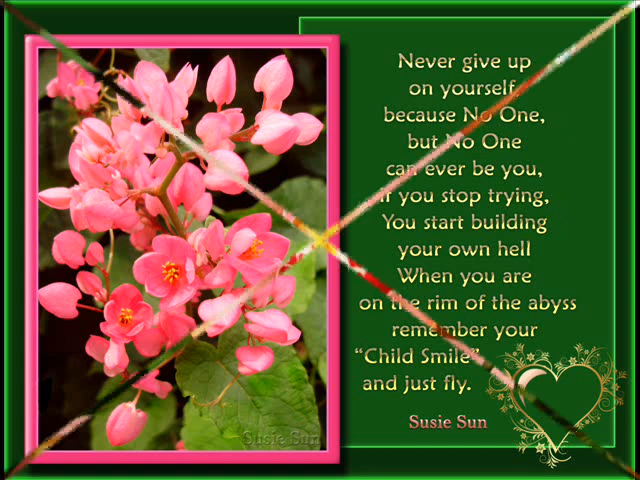 Never give up
on yourself
because No One,
but No One
can ever be you,
if you stop trying,
You start building
your own hell
When you are
on the rim of the abyss
remember your
“Child Smile”
and just fly.
Susie Sun
Susie Sun